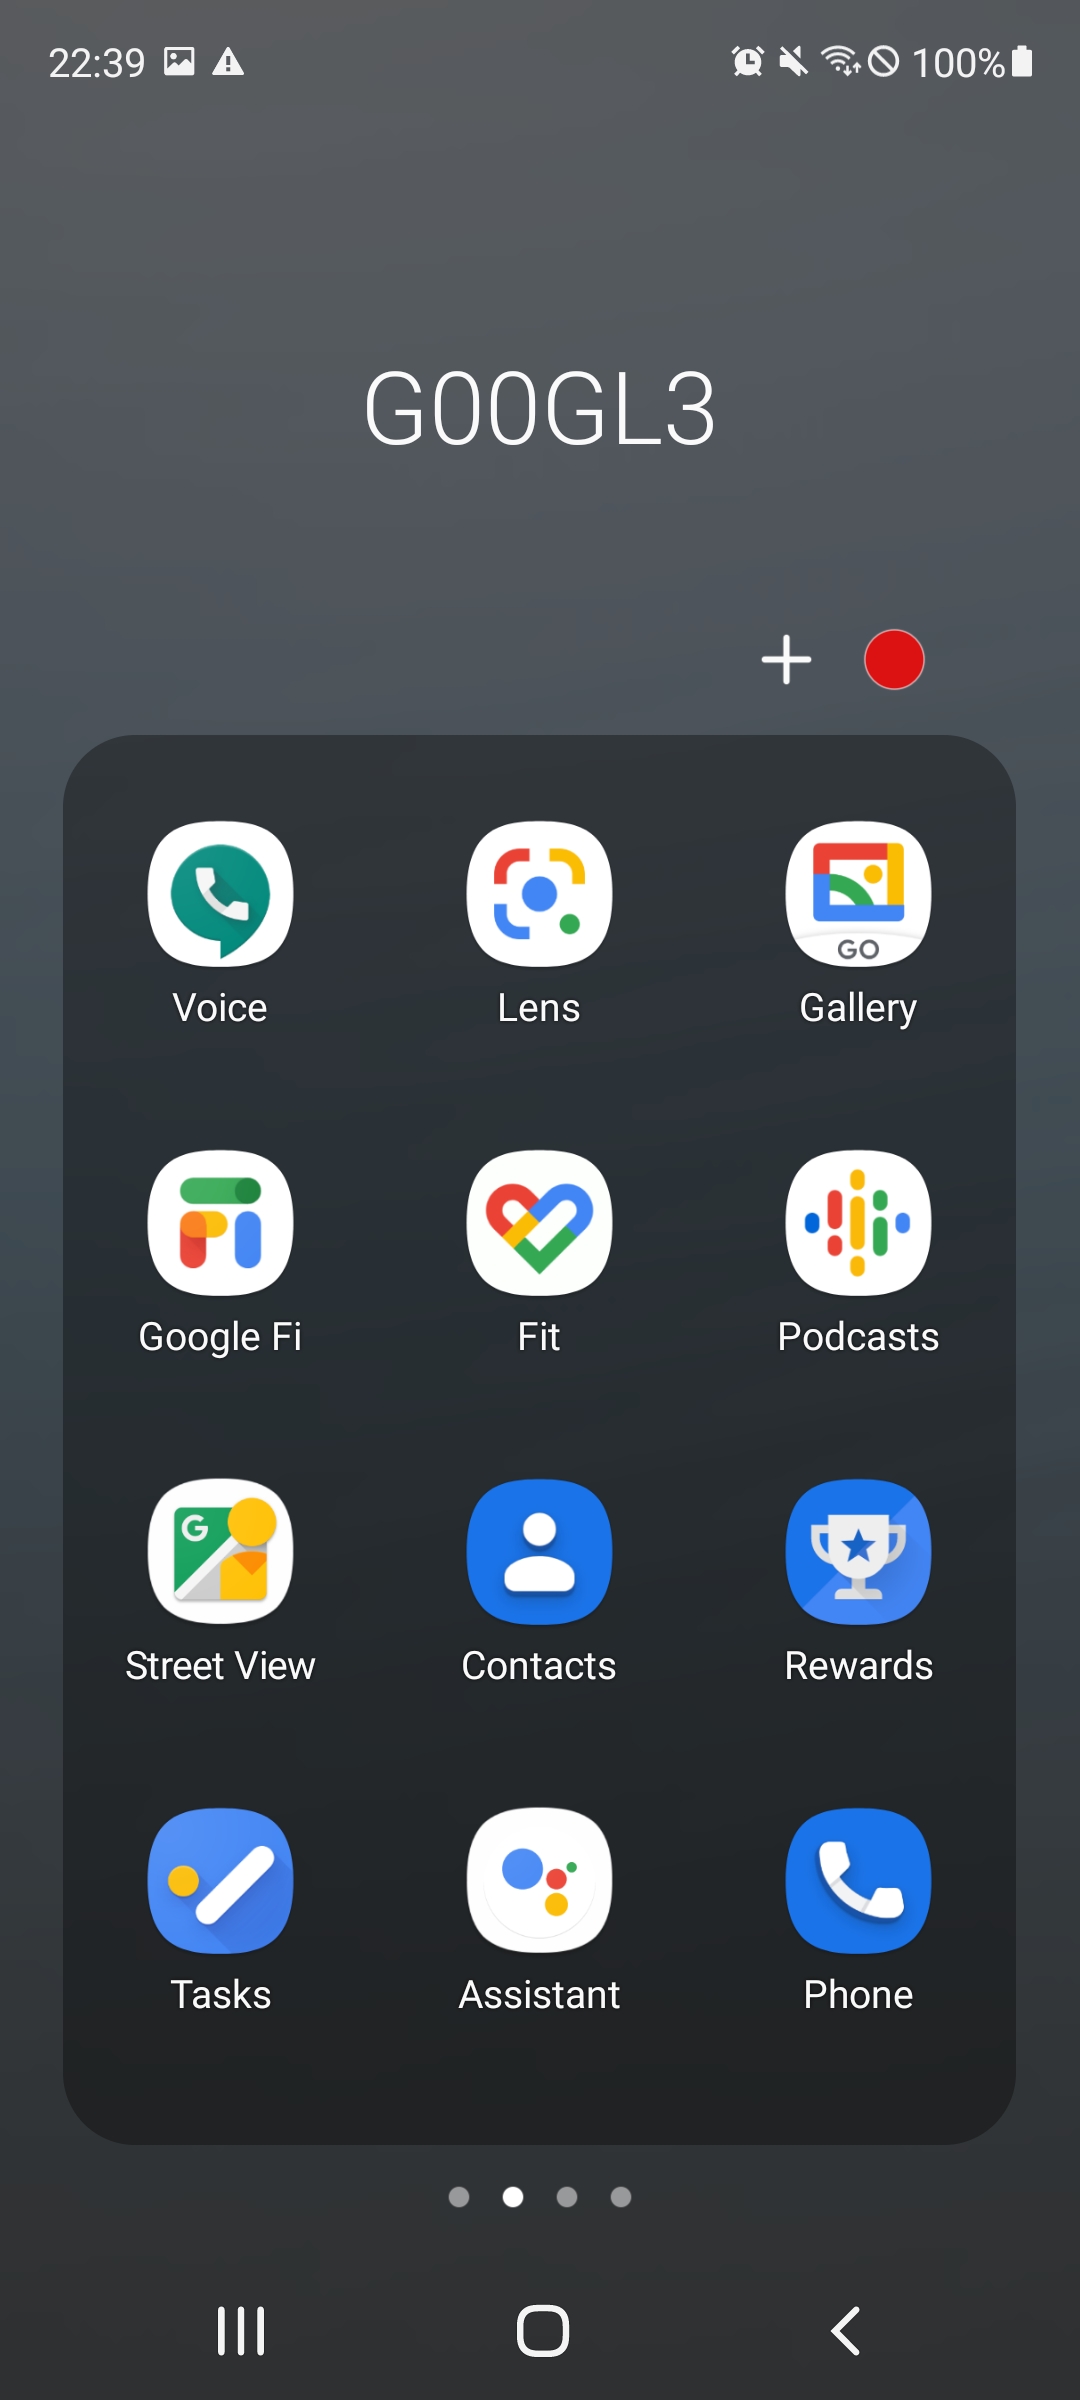 22:39 100%
G00GL3
Voice Lens GO Gallery
Google Fi Fit Podcasts
G Street View Contacts Rewards
Tasks Assistant Phone